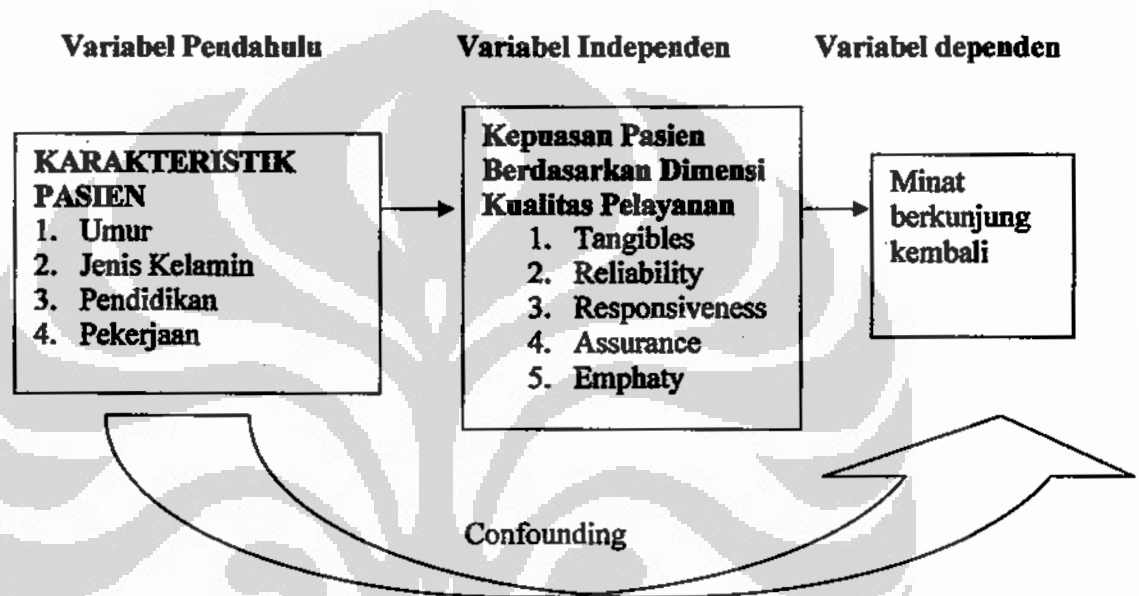 Variabel Pendahulu
Variabel Independen
Variabel dependen
KARAKTERISTIK
PASIEN
1. Umur
2. Jenis Kelamin
3. Pendidikan
4. Pekerjaan
Kepuasan Pasien
Berdasarkan Dimensi
Kualitas Pelayanan
1. Tangibles
2. Reliability
3. Responsiveness
4. Assurance
5. Emphaty
Minat
berkunjung
kembali
Confounding